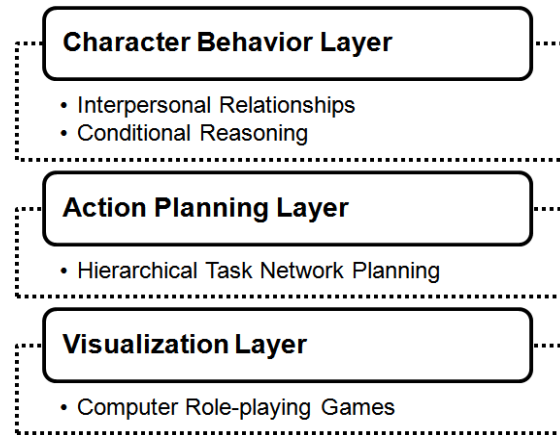 Character Behavior Layer
• Interpersonal Relationships
• Conditional Reasoning
Action Planning Layer
• Hierarchical Task Network Planning
Visualization Layer
• Computer Role-playing Games